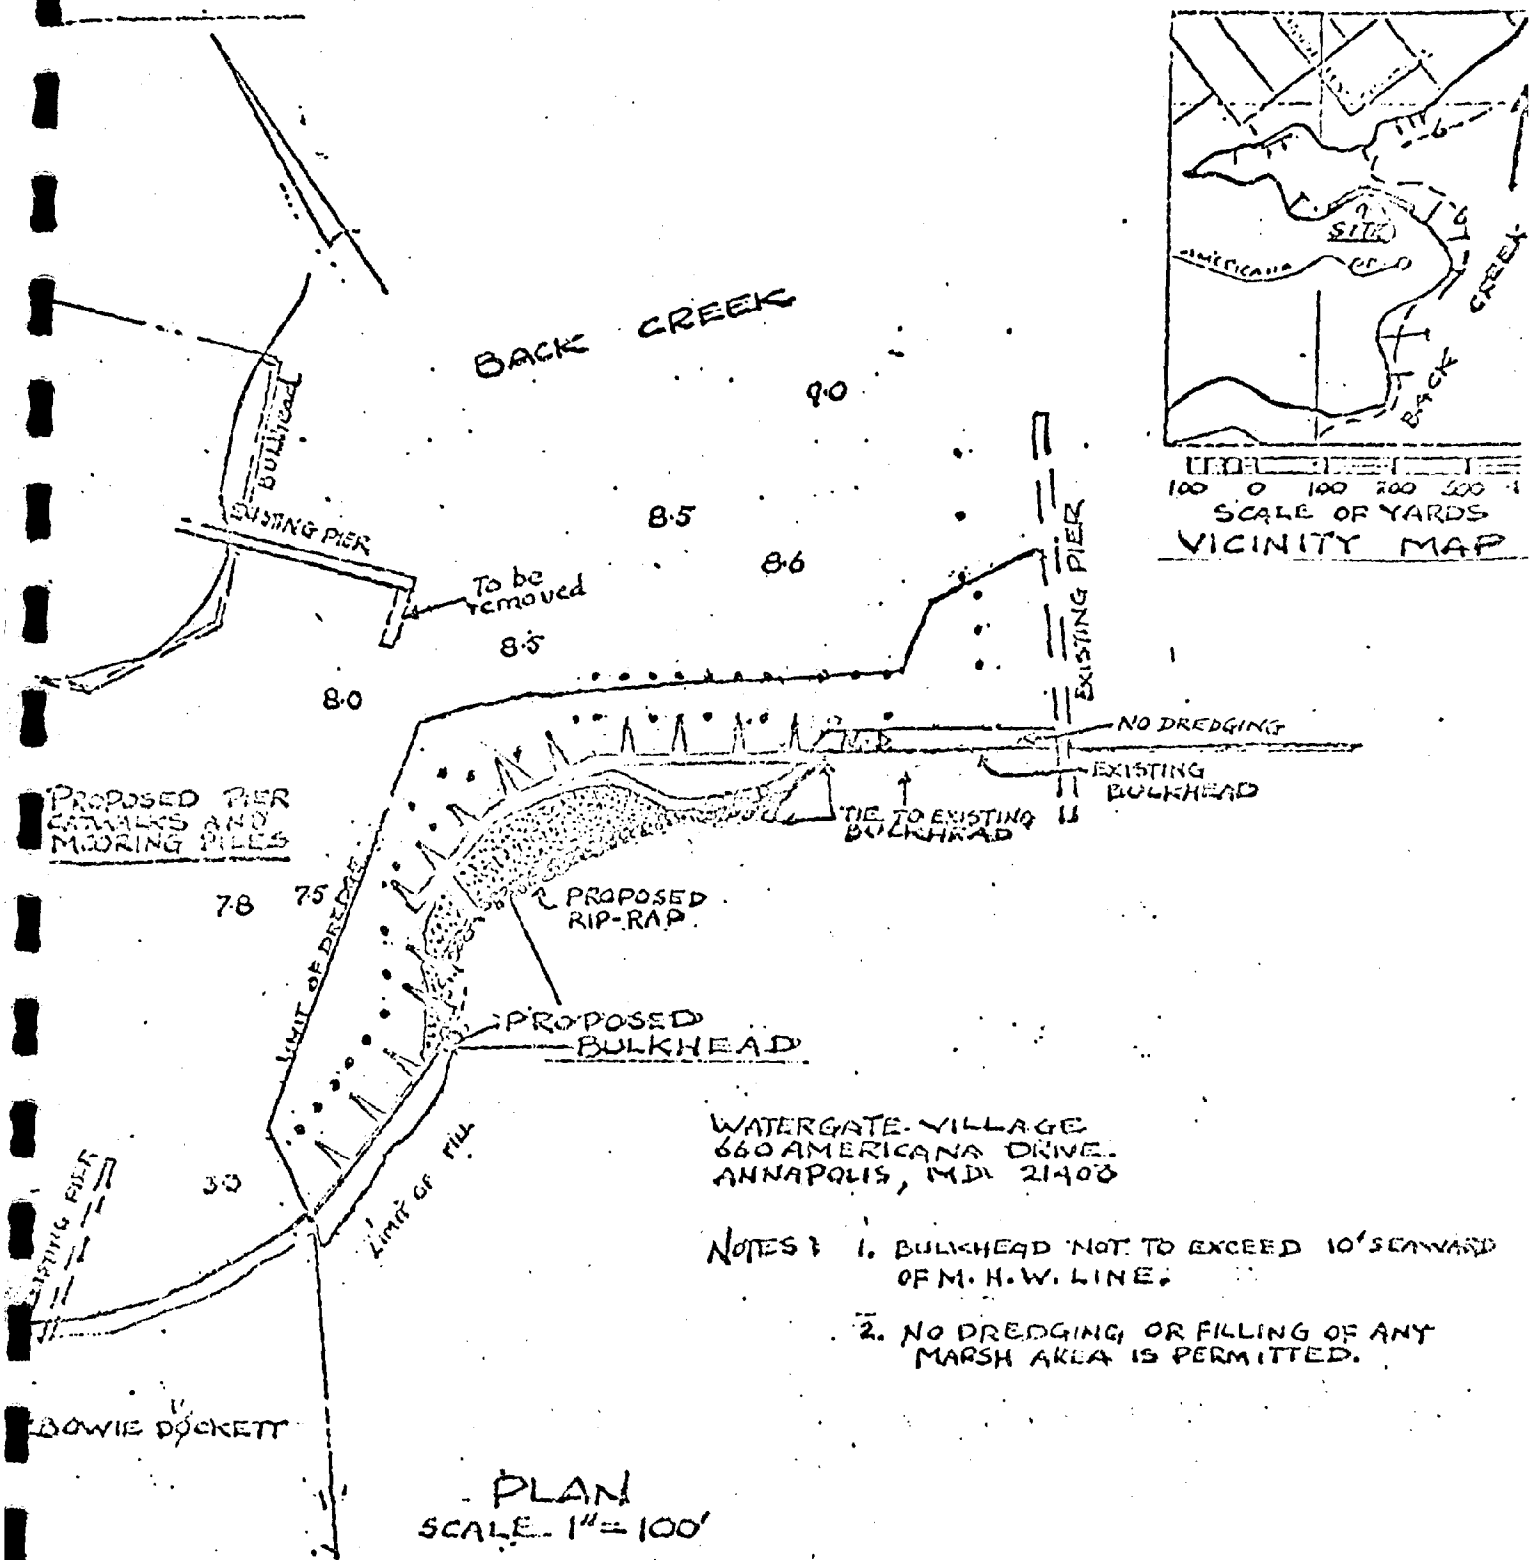 BACK CREEK
9.0
BULKHEAD
EXISTING PIER
To be
removed
8.5
8.6
8.5
8.0
EXISTING PIER
NO DREDGING
EXISTING
BULKHEAD
TIE TO EXISTING
BULKHEAD
PROPOSED PIER
CATWALKS AND
MOORING PILES
7.8
7.5
LIMIT OF DREDGE
PROPOSED
RIP-RAP
PROPOSED
BULKHEAD
30
LIMIT OF FILL
EXISTING PIER
BOWIE DOCKETT
WATERGATE VILLAGE
660 AMERICANA DRIVE
ANNAPOLIS, MD. 21403
NOTES: 1. BULKHEAD NOT TO EXCEED 10' SEAWARD
OF M.H.W. LINE.
2. NO DREDGING OR FILLING OF ANY
MARSH AREA IS PERMITTED.
PLAN
SCALE 1" = 100'
6
6
SITE
AMERICANA DR
BACK CREEK
100 0 100 200 300
SCALE OF YARDS
VICINITY MAP